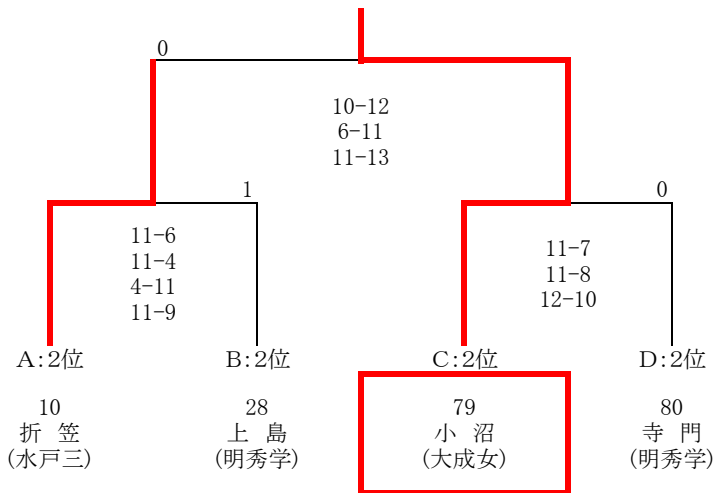 0
10-12
6-11
11-13
1
0
11-6
11-4
4-11
11-9
11-7
11-8
12-10
A:2位
B:2位
C:2位
D:2位
10
28
79
80
折 笠
上 島
小 沼
寺 門
(水戸三)
(明秀学)
(大成女)
(明秀学)